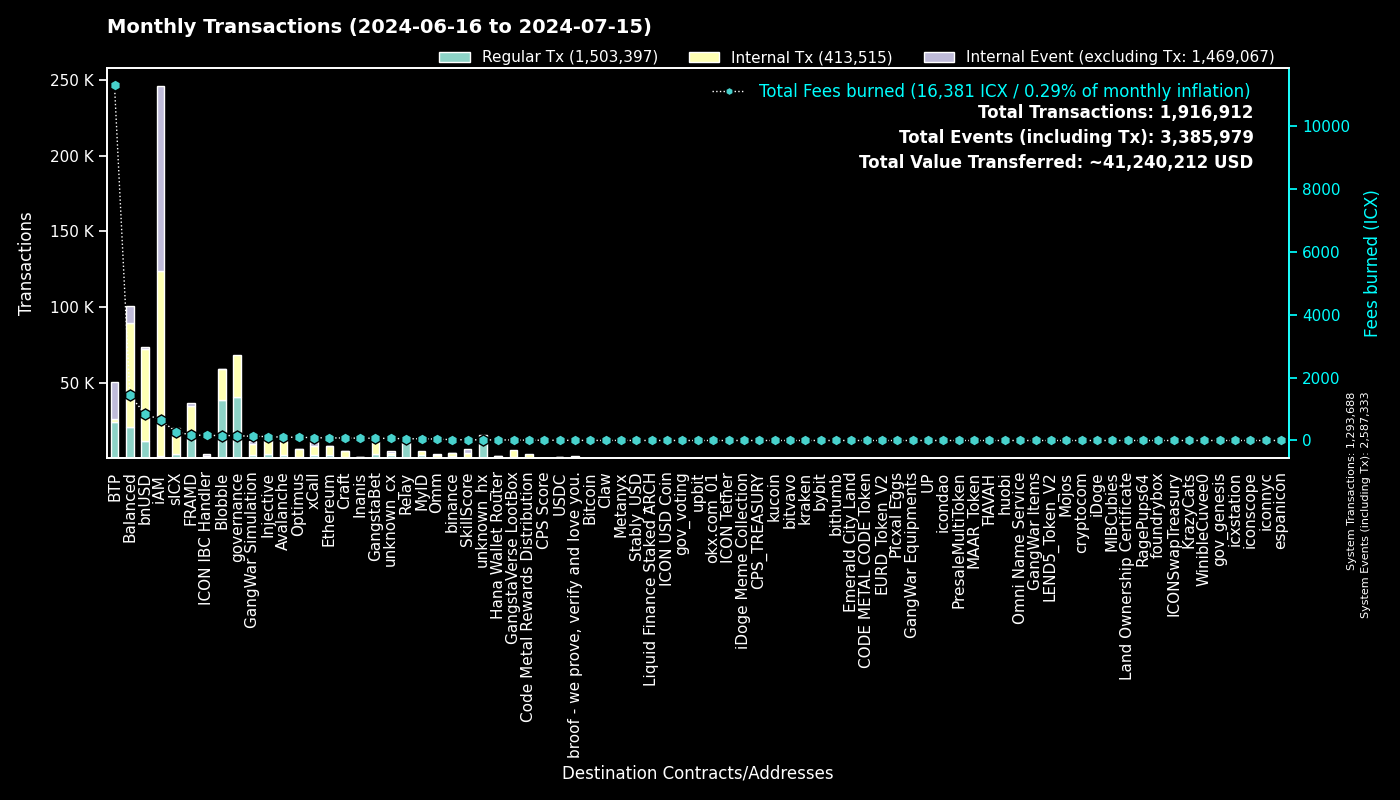 Monthly Transactions (2024-06-16 to 2024-07-15)
Regular Tx (1,503,397)
Internal Tx (413,515)
Internal Event (excluding Tx: 1,469,067)
Total Fees burned (16,381 ICX / 0.29% of monthly inflation)
Total Transactions: 1,916,912
Total Events (including Tx): 3,385,979
Total Value Transferred: ~41,240,212 USD
Transactions
250 K
200 K
150 K
100 K
50 K
10000
8000
6000
4000
2000
0
Fees burned (ICX)
System Transactions: 1,293,688
System Events (including Tx): 2,587,333
BTP
Balanced
bnUSD
iAM
sICX
FRAMD
ICON IBC Handler
Blobble
governance
GangWar Simulation
Injective
Avalanche
Optimus
xCall
Ethereum
Craft
Inanis
GangstaBet
unknown_cx
ReTay
MyID
Omm
binance
SkillScore
unknown_hx
Hana Wallet Router
GangstaVerse LootBox
Code Metal Rewards Distribution
CPS Score
USDC
broof - we prove, verify and love you.
Bitcoin
Claw
Metanyx
Stably_USD
Liquid Finance Staked ARCH
ICON USD Coin
gov_voting
upbit
okx.com_01
ICON Tether
iDoge Meme Collection
CPS_TREASURY
kucoin
bitvavo
kraken
bybit
bithumb
Emerald City Land
CODE METAL CODE Token
EURD_Token_V2
Picxal Eggs
GangWar Equipments
UP
icondao
PresaleMultiToken
MAAR_Token
HAVAH
huobi
Omni Name Service
GangWar Items
LENDS_Token_V2
Mojos
cryptocom
iDoge
MIBCubies
Land Ownership Certificate
RagePups64
foundrybox
ICONSwapTreasury
KrazyCats
WinibleCuvee0
gov_genesis
icxstation
iconscope
iconnyc
espanicon
Destination Contracts/Addresses